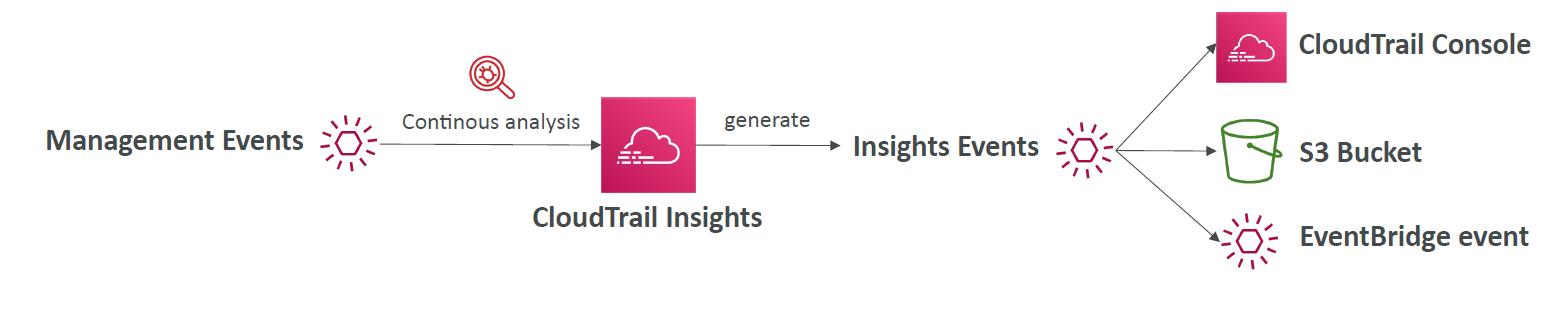 Management Events
Continous analysis
CloudTrail Insights
generate
Insights Events
CloudTrail Console
S3 Bucket
EventBridge event